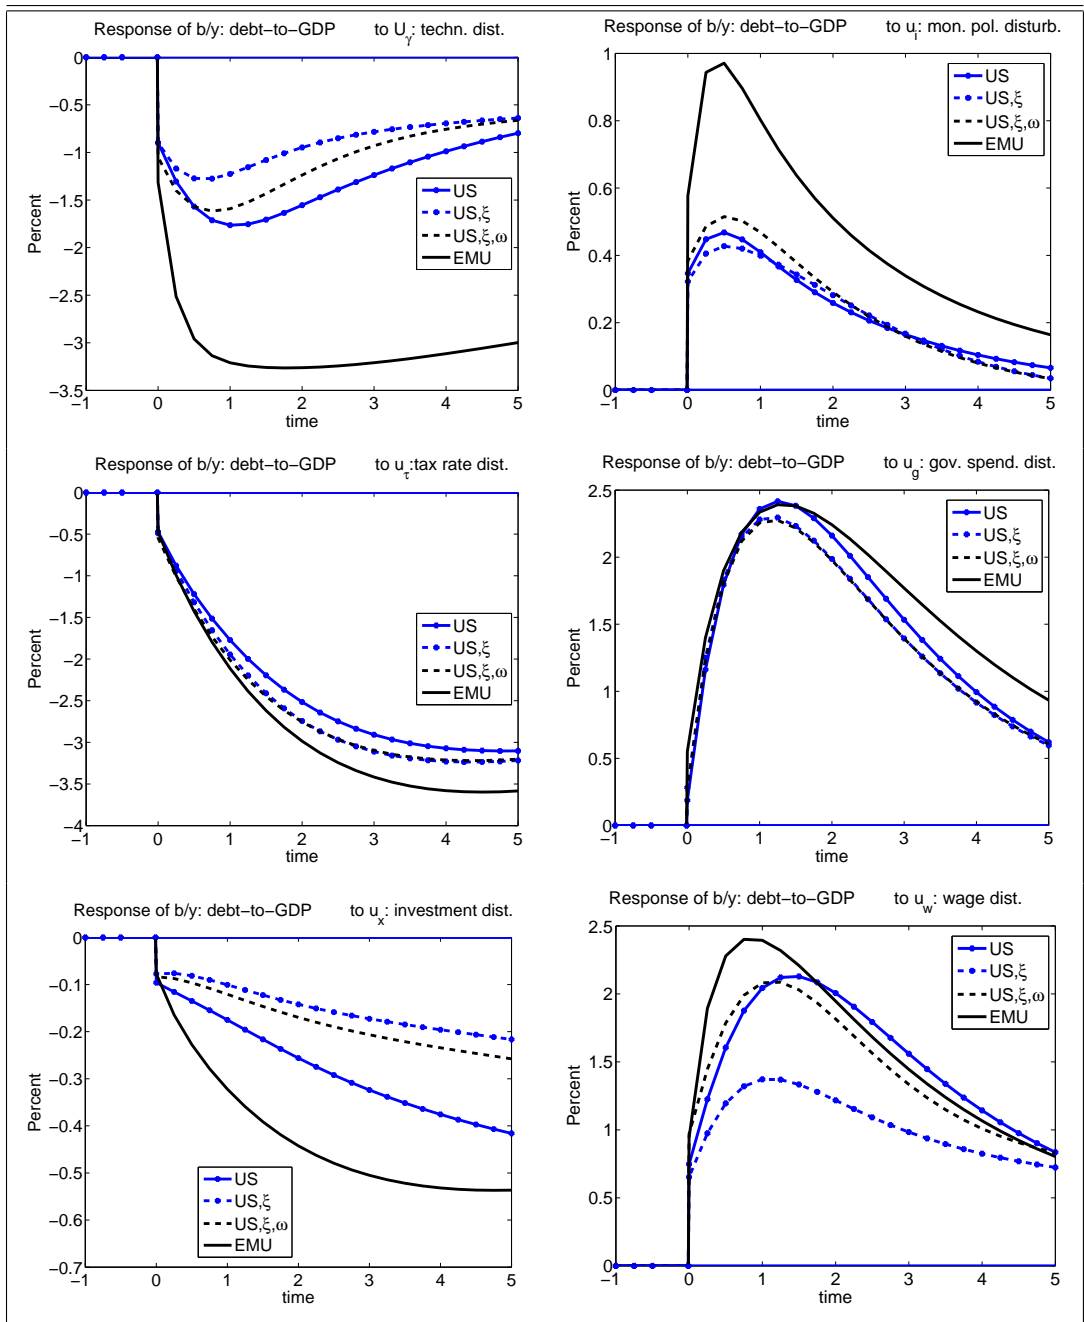 Response of b/y: debt−to−GDP to Uγ: techn. dist.
0
−0.5
−1
−1.5
−2
−2.5
−3
−3.5
Percent
US
US,ξ
US,ξ,ω
EMU
−1 0 1 2 3 4 5
time
Response of b/y: debt−to−GDP to ui: mon. pol. disturb.
1
0.8
0.6
0.4
0.2
0
Percent
US
US,ξ
US,ξ,ω
EMU
−1 0 1 2 3 4 5
time
Response of b/y: debt−to−GDP to uτ:tax rate dist.
0
−0.5
−1
−1.5
−2
−2.5
−3
−3.5
−4
Percent
US
US,ξ
US,ξ,ω
EMU
−1 0 1 2 3 4 5
time
Response of b/y: debt−to−GDP to ug: gov. spend. dist.
2.5
2
1.5
1
0.5
0
Percent
US
US,ξ
US,ξ,ω
EMU
−1 0 1 2 3 4 5
time
Response of b/y: debt−to−GDP to ux: investment dist.
0
−0.1
−0.2
−0.3
−0.4
−0.5
−0.6
−0.7
Percent
US
US,ξ
US,ξ,ω
EMU
−1 0 1 2 3 4 5
time
Response of b/y: debt−to−GDP to uw: wage dist.
2.5
2
1.5
1
0.5
0
Percent
US
US,ξ
US,ξ,ω
EMU
−1 0 1 2 3 4 5
time